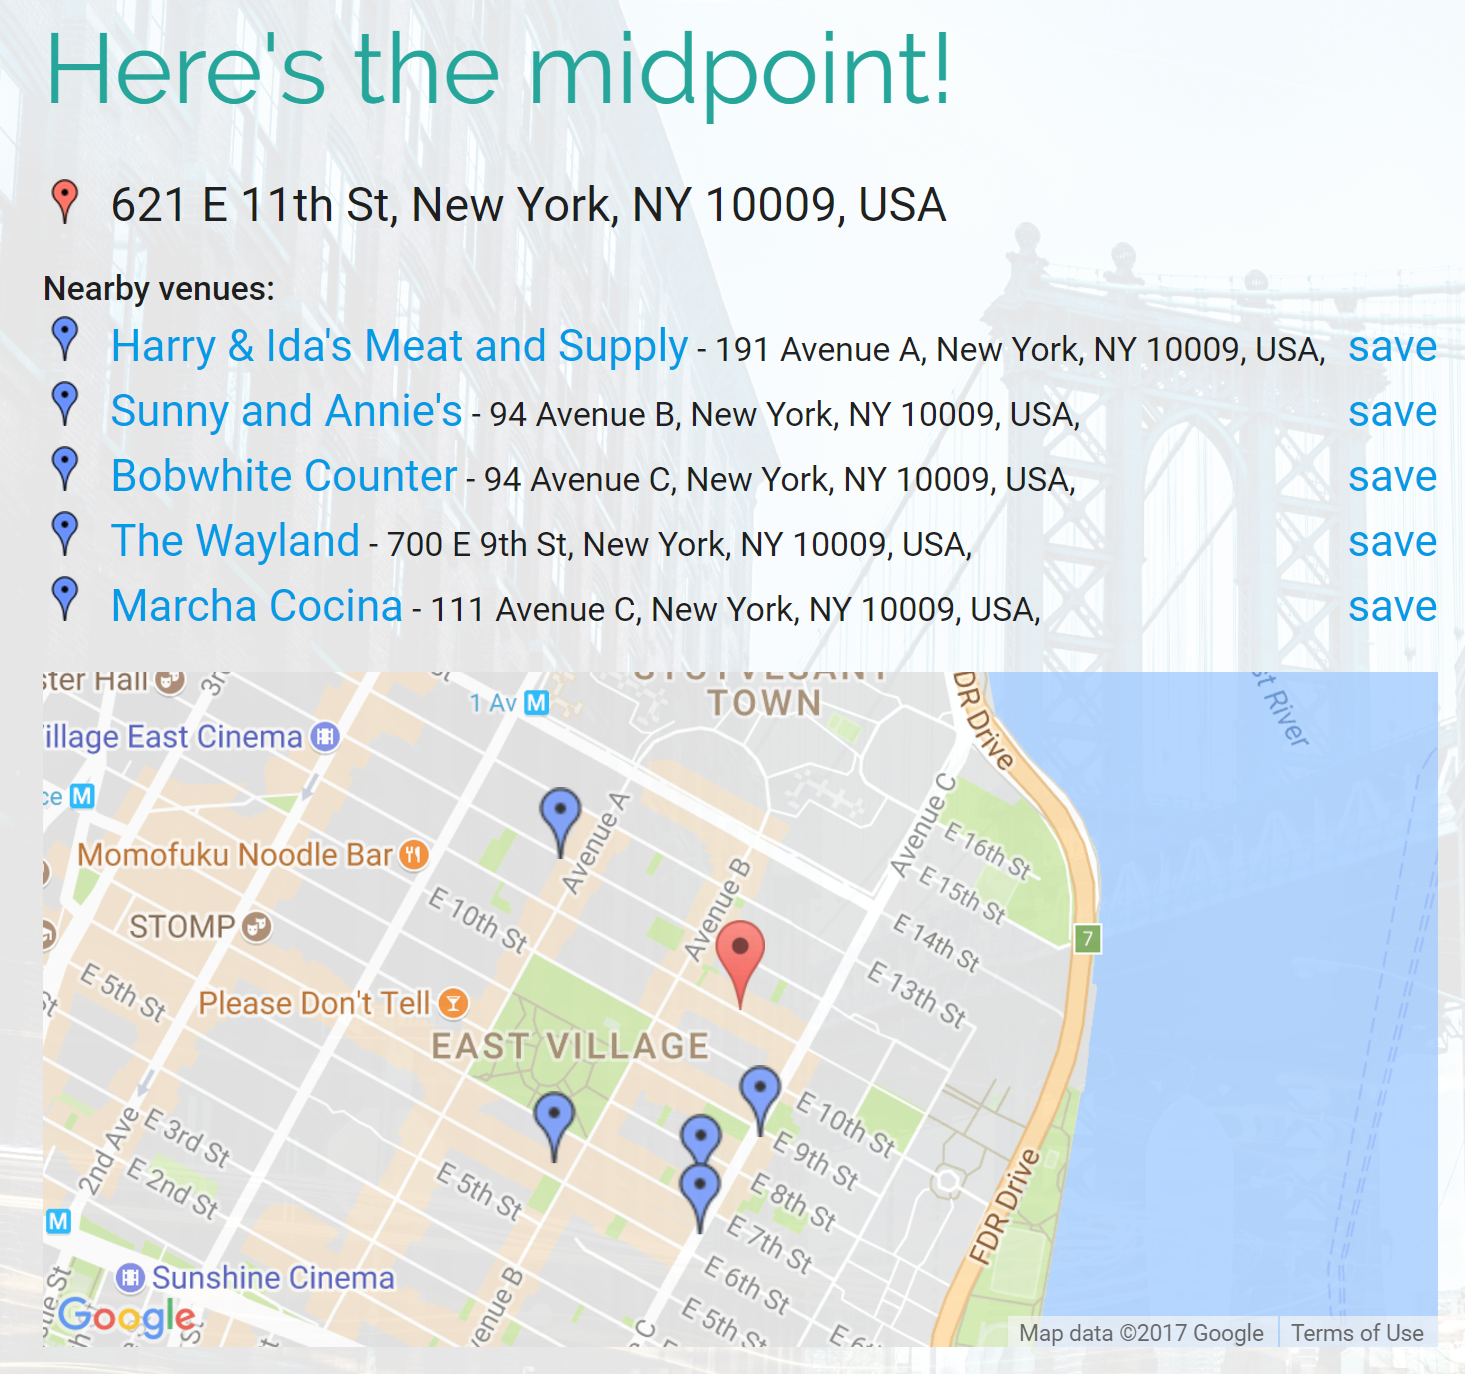 Here's the midpoint!
621 E 11th St, New York, NY 10009, USA
Nearby venues:
Harry & Ida's Meat and Supply - 191 Avenue A, New York, NY 10009, USA, save
Sunny and Annie's - 94 Avenue B, New York, NY 10009, USA, save
Bobwhite Counter - 94 Avenue C, New York, NY 10009, USA, save
The Wayland - 700 E 9th St, New York, NY 10009, USA, save
Marcha Cocina - 111 Avenue C, New York, NY 10009, USA, save
ster Hall
1 Av M
TOWN
DR Drive
st River
illage East Cinema
ce M
Avenue A
Avenue C
E 16th St
Momofuku Noodle Bar
Avenue B
E 15th St
E 10th St
E 14th St
STOMP
7
E 13th St
E 5th St
Please Don't Tell
EAST VILLAGE
E 10th St
2nd Ave
E 3rd St
E 9th St
E 2nd St
E 5th St
E 8th St
FDR Drive
M
E 7th St
Sunshine Cinema
E 6th St
venue B
ue St
Google
E 5th St
C
Map data ©2017 Google
Terms of Use